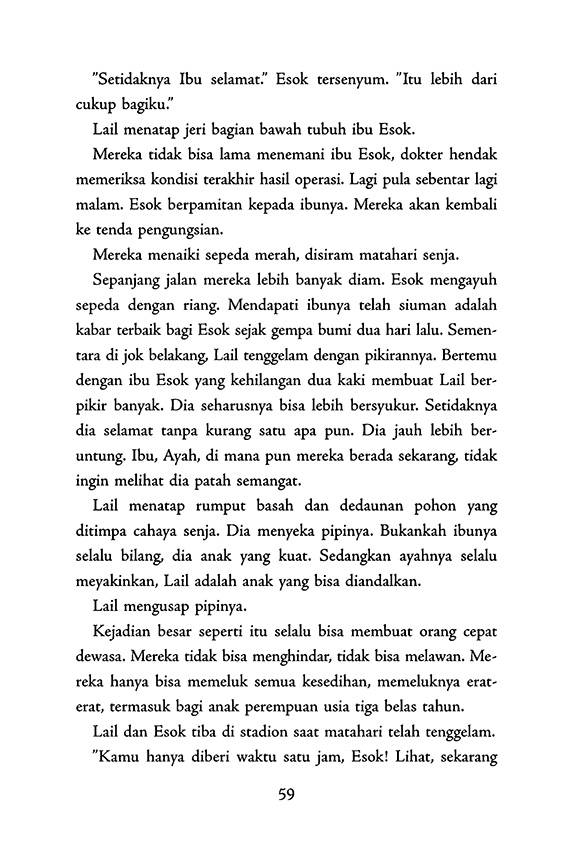 ”Setidaknya Ibu selamat.” Esok tersenyum. ”Itu lebih dari
cukup bagiku.”
Lail menatap jeri bagian bawah tubuh ibu Esok.
Mereka tidak bisa lama menemani ibu Esok, dokter hendak
memeriksa kondisi terakhir hasil operasi. Lagi pula sebentar lagi
malam. Esok berpamitan kepada ibunya. Mereka akan kembali
ke tenda pengungsian.
Mereka menaiki sepeda merah, disiram matahari senja.
Sepanjang jalan mereka lebih banyak diam. Esok mengayuh
sepeda dengan riang. Mendapati ibunya telah siuman adalah
kabar terbaik bagi Esok sejak gempa bumi dua hari lalu. Semen-
tara di jok belakang, Lail tenggelam dengan pikirannya. Bertemu
dengan ibu Esok yang kehilangan dua kaki membuat Lail ber-
pikir banyak. Dia seharusnya bisa lebih bersyukur. Setidaknya
dia selamat tanpa kurang satu apa pun. Dia jauh lebih ber-
untung. Ibu, Ayah, di mana pun mereka berada sekarang, tidak
ingin melihat dia patah semangat.
Lail menatap rumput basah dan dedaunan pohon yang
ditimpa cahaya senja. Dia menyeka pipinya. Bukankah ibunya
selalu bilang, dia anak yang kuat. Sedangkan ayahnya selalu
meyakinkan, Lail adalah anak yang bisa diandalkan.
Lail mengusap pipinya.
Kejadian besar seperti itu selalu bisa membuat orang cepat
dewasa. Mereka tidak bisa menghindar, tidak bisa melawan. Me-
reka hanya bisa memeluk semua kesedihan, memeluknya erat-
erat, termasuk bagi anak perempuan usia tiga belas tahun.
Lail dan Esok tiba di stadion saat matahari telah tenggelam.
”Kamu hanya diberi waktu satu jam, Esok! Lihat, sekarang
59